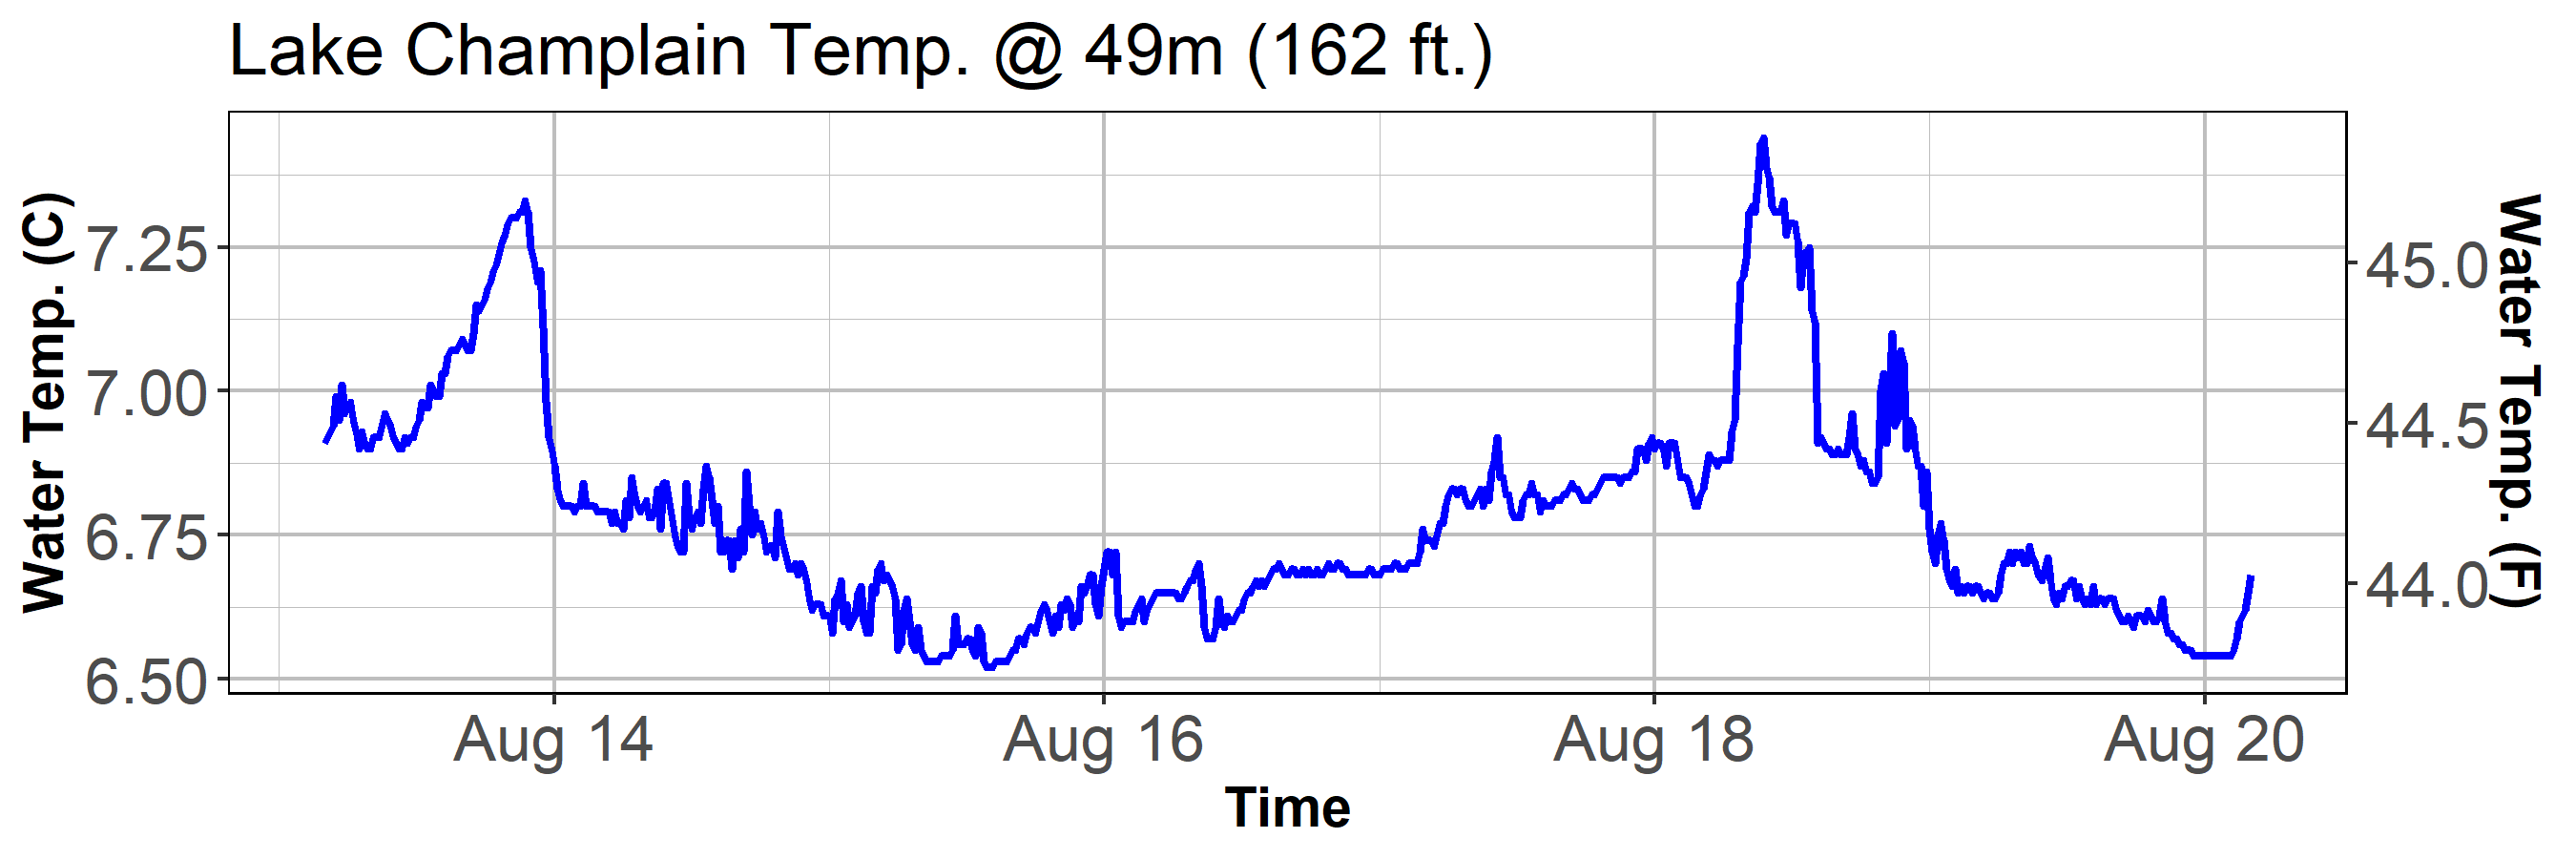 Lake Champlain Temp. @ 49m (162 ft.)
Water Temp. (C)
7.25
7.00
6.75
6.50
45.0
44.5
44.0
Water Temp. (F)
Aug 14
Aug 16
Aug 18
Aug 20
Time